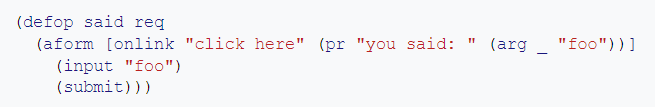 (defop said req
  (aform [onlink "click here" (pr "you said: " (arg _ "foo"))]
    (input "foo")
    (submit)))